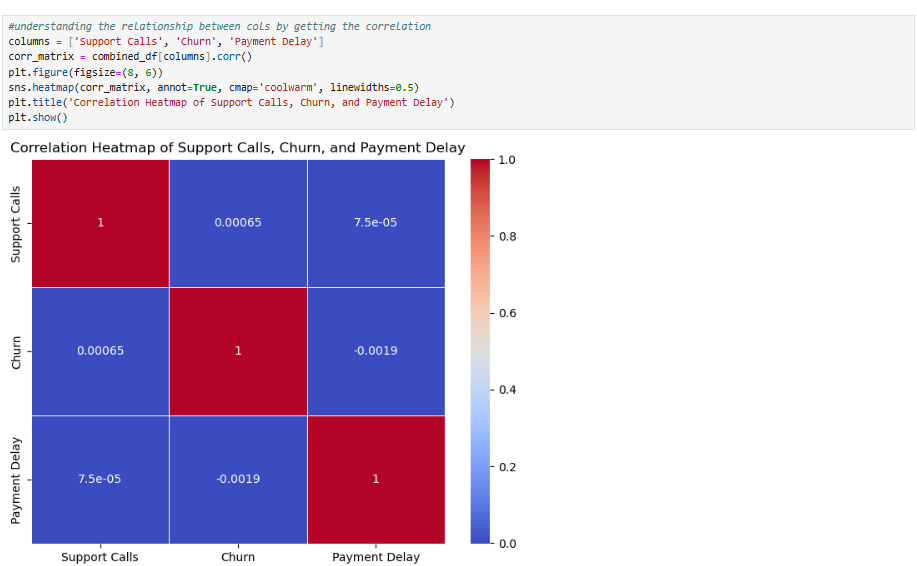 #understanding the relationship between cols by getting the correlation
columns = ['Support Calls', 'Churn', 'Payment Delay']
corr_matrix = combined_df[columns].corr()
plt.figure(figsize=(8, 6))
sns.heatmap(corr_matrix, annot=True, cmap='coolwarm', linewidths=0.5)
plt.title('Correlation Heatmap of Support Calls, Churn, and Payment Delay')
plt.show()
Correlation Heatmap of Support Calls, Churn, and Payment Delay
Support Calls
1
0.00065
7.5e-05
Churn
0.00065
1
-0.0019
Payment Delay
7.5e-05
-0.0019
1
Support Calls
Churn
Payment Delay
1.0
0.8
0.6
0.4
0.2
0.0